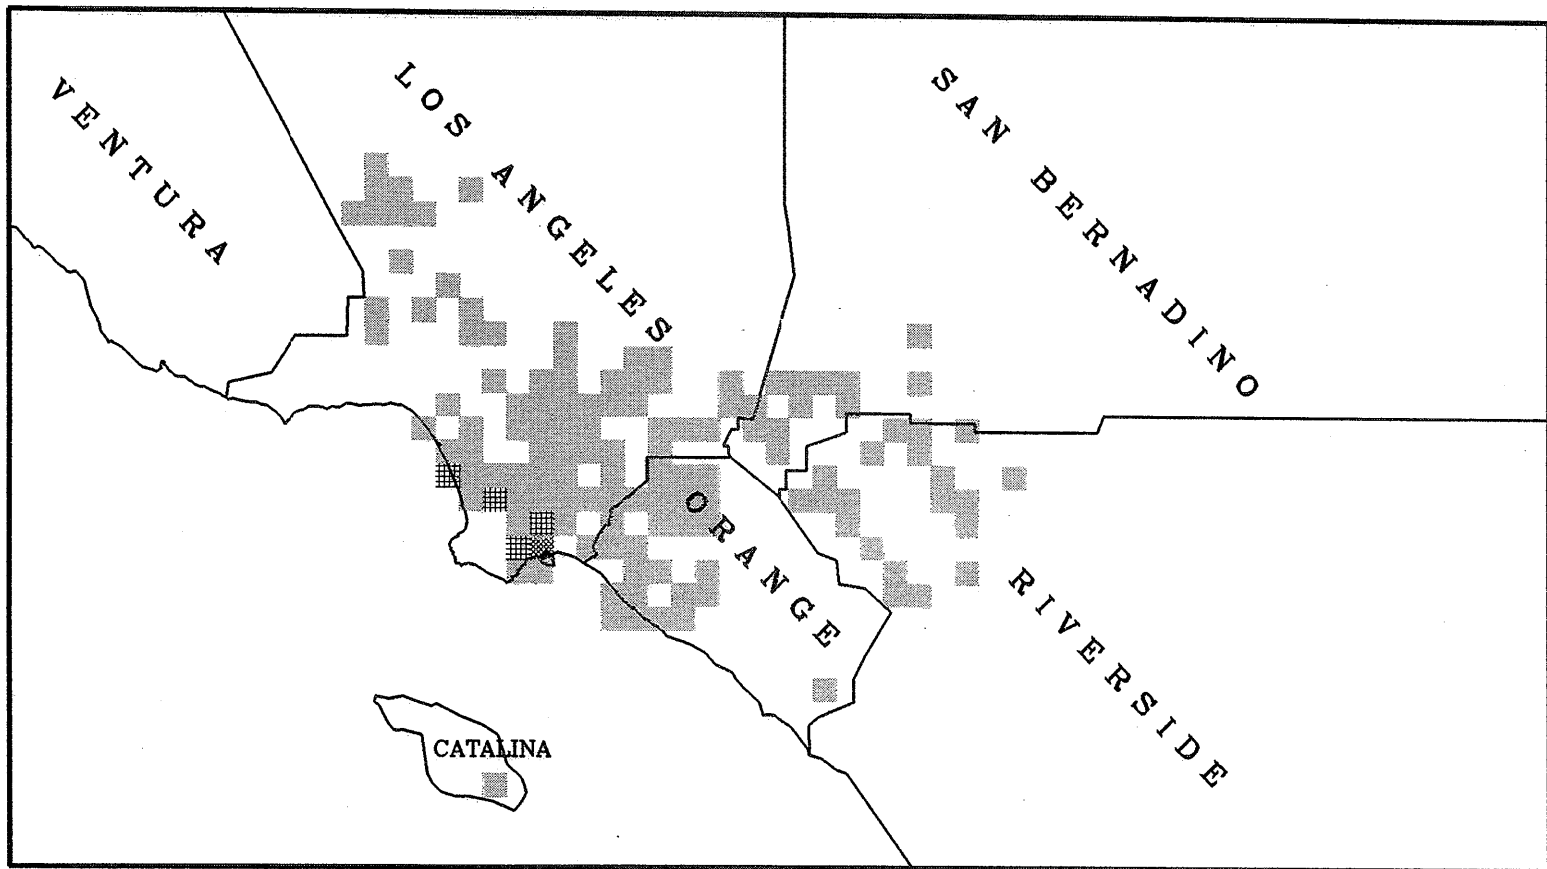 VENTURA
LOS ANGELES
SAN BERNADINO
ORANGE
RIVERSIDE
CATALINA